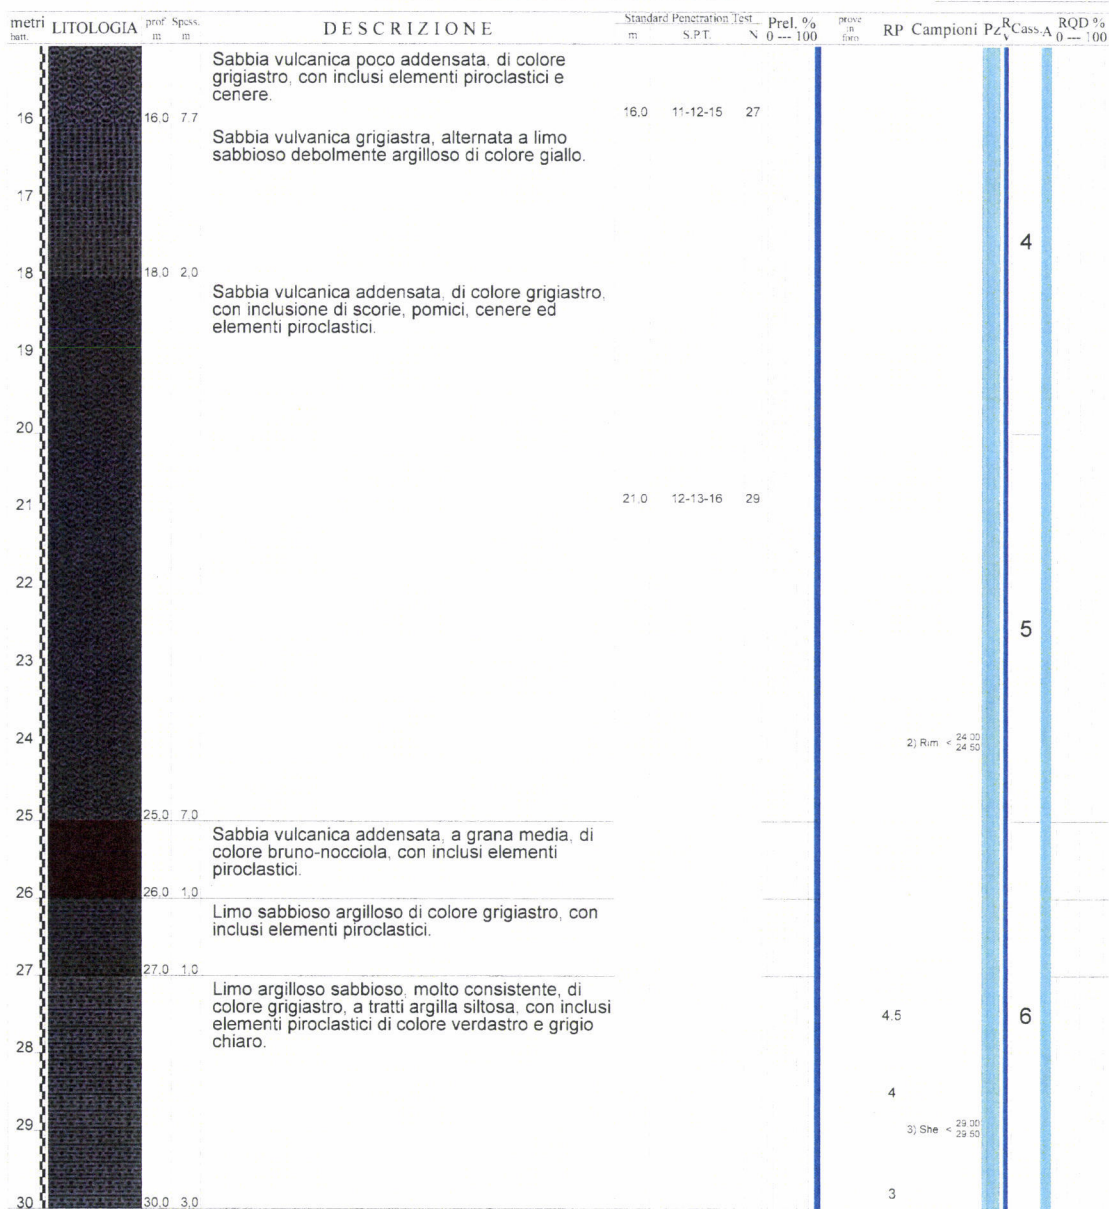 metri LITOLOGIA prof Spess. DESCRIZIONE Standard Penetration Test Prel. % prove RP Campioni Pz R Cass. A RQD %
batt. m m m S.P.T. N 0 --- 100 in v 0 --- 100
foro
Sabbia vulcanica poco addensata, di colore
grigiastro, con inclusi elementi piroclastici e
cenere.
16 16.0 7.7 16.0 11-12-15 27
Sabbia vulvanica grigiastra, alternata a limo
sabbioso debolmente argilloso di colore giallo.
17
4
18 18.0 2.0
Sabbia vulcanica addensata, di colore grigiastro,
con inclusione di scorie, pomici, cenere ed
elementi piroclastici.
19
20
21 21.0 12-13-16 29
22
5
23
24 2) Rim < 24.00
24.50
25 25.0 7.0
Sabbia vulcanica addensata, a grana media, di
colore bruno-nocciola, con inclusi elementi
piroclastici.
26 26.0 1.0
Limo sabbioso argilloso di colore grigiastro, con
inclusi elementi piroclastici.
27 27.0 1.0
Limo argilloso sabbioso, molto consistente, di
colore grigiastro, a tratti argilla siltosa, con inclusi
elementi piroclastici di colore verdastro e grigio
chiaro.
4.5 6
28
4
29 3) She < 29.00
29.50
3
30 30.0 3.0